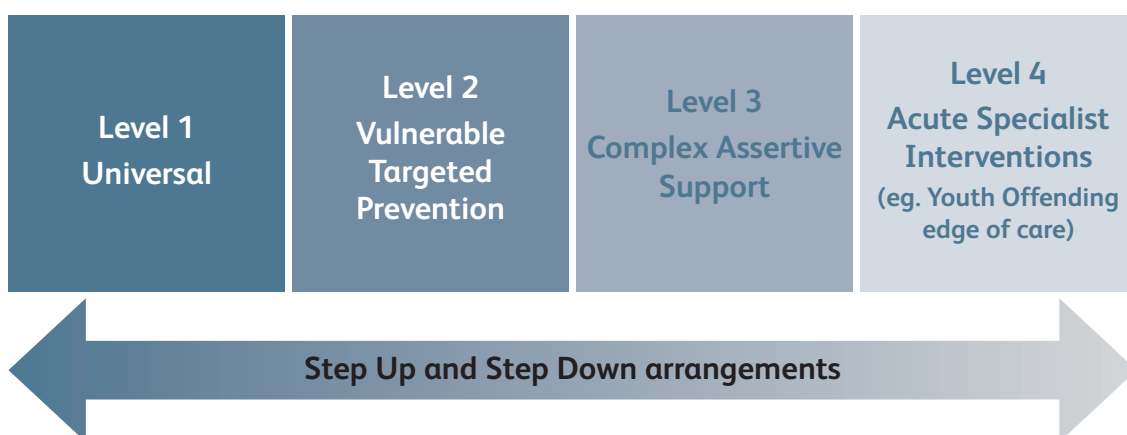 Level 1
Universal
Level 2
Vulnerable
Targeted
Prevention
Level 3
Complex Assertive
Support
Level 4
Acute Specialist
Interventions
(eg. Youth Offending
edge of care)
Step Up and Step Down arrangements